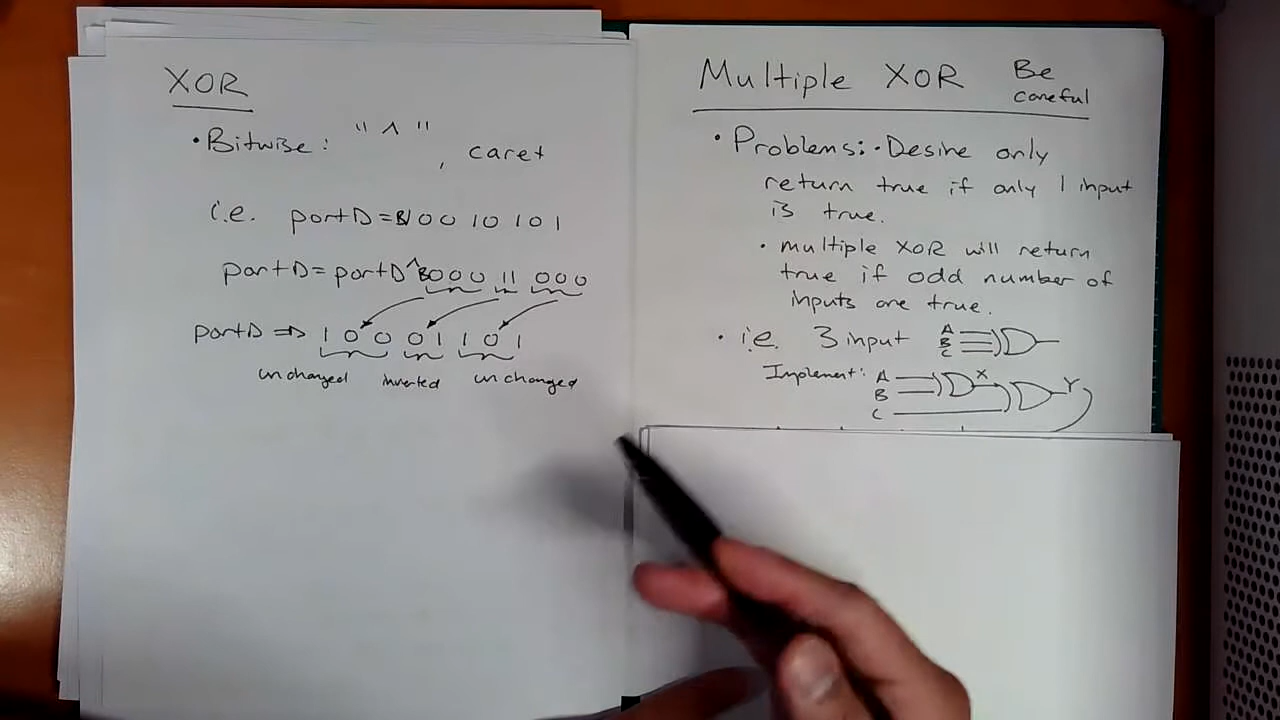 XOR
• Bitwise: "^", caret
i.e. portD = B10010101
portD = portD ^ B00011000
portD ⇒ 10001101
unchanged inverted unchanged
Multiple XOR Be careful
• Problems: • Desire only
return true if only 1 input
is true.
• multiple XOR will return
true if odd number of
inputs are true.
• i.e. 3 input A B C
Implement: A B C X Y